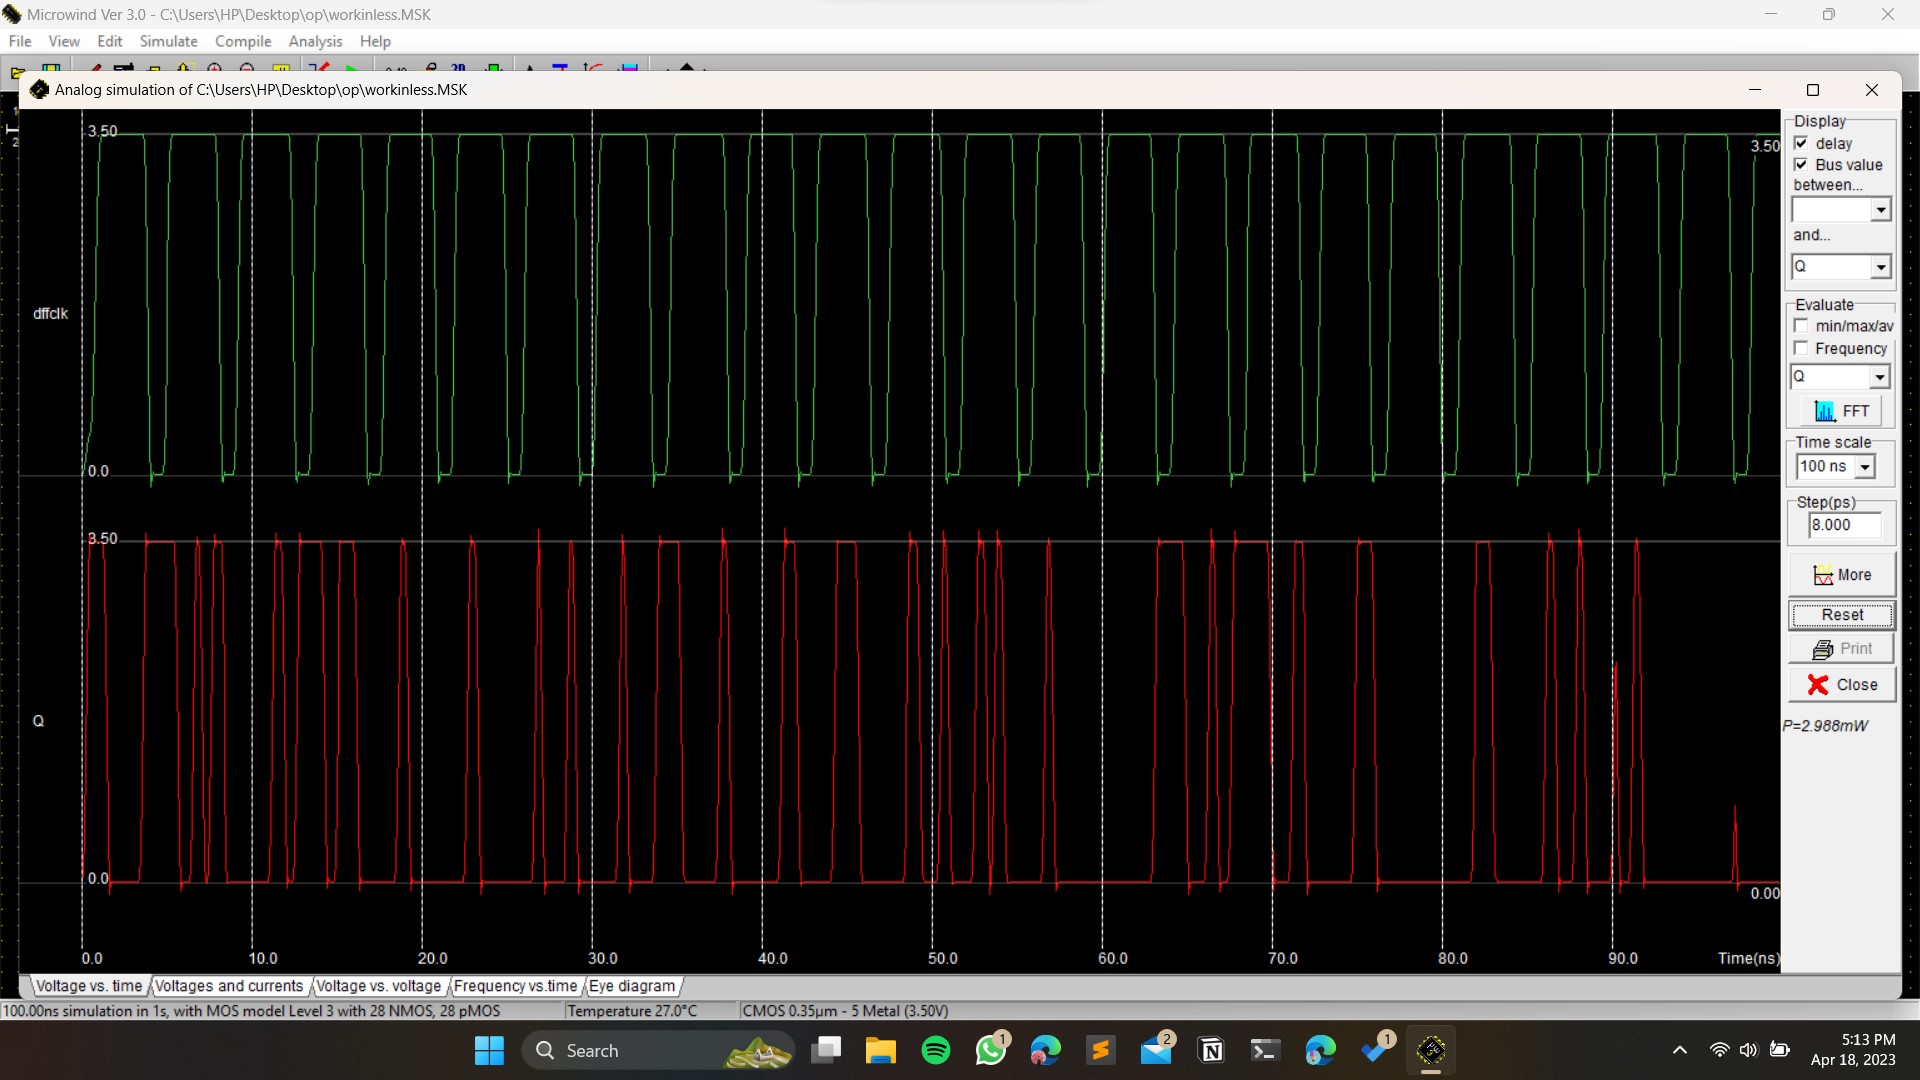 Microwind Ver 3.0 - C:\Users\HP\Desktop\op\workinless.MSK
File View Edit Simulate Compile Analysis Help
Analog simulation of C:\Users\HP\Desktop\op\workinless.MSK
3.50
3.50
dffclk
0.0
3.50
Q
0.0
0.00
0.0 10.0 20.0 30.0 40.0 50.0 60.0 70.0 80.0 90.0 Time(ns)
Display
delay
Bus value
between...
and...
Q
Evaluate
min/max/av
Frequency
Q
FFT
Time scale
100 ns
Step(ps)
8.000
More
Reset
Print
Close
P=2.988mW
Voltage vs. time Voltages and currents Voltage vs. voltage Frequency vs.time Eye diagram
100.00ns simulation in 1s, with MOS model Level 3 with 28 NMOS, 28 pMOS Temperature 27.0°C CMOS 0.35µm - 5 Metal (3.50V)
Search
1
2
1
5:13 PM
Apr 18, 2023